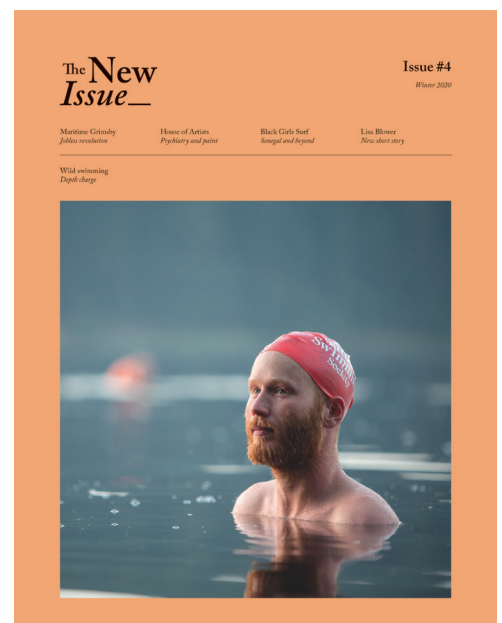 The New
Issue_
Issue #4
Winter 2020
Maritime Grimsby
Jobless revolution
House of Artists
Psychiatry and paint
Black Girls Surf
Senegal and beyond
Lisa Blower
New short story
Wild swimming
Depth charge
Swimming
Society